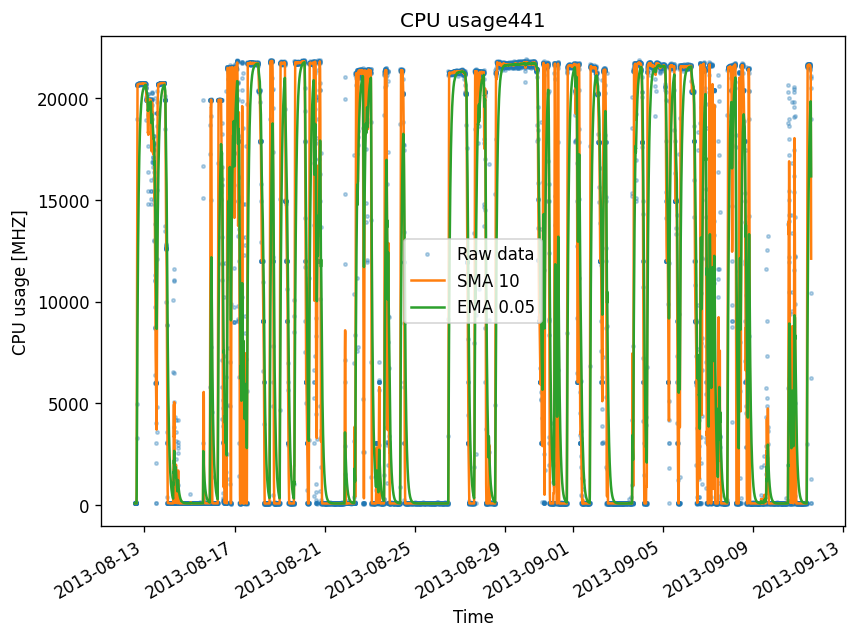 CPU usage441
CPU usage [MHZ]
20000
15000
10000
5000
0
Raw data
SMA 10
EMA 0.05
2013-08-13
2013-08-17
2013-08-21
2013-08-25
2013-08-29
2013-09-01
2013-09-05
2013-09-09
2013-09-13
Time